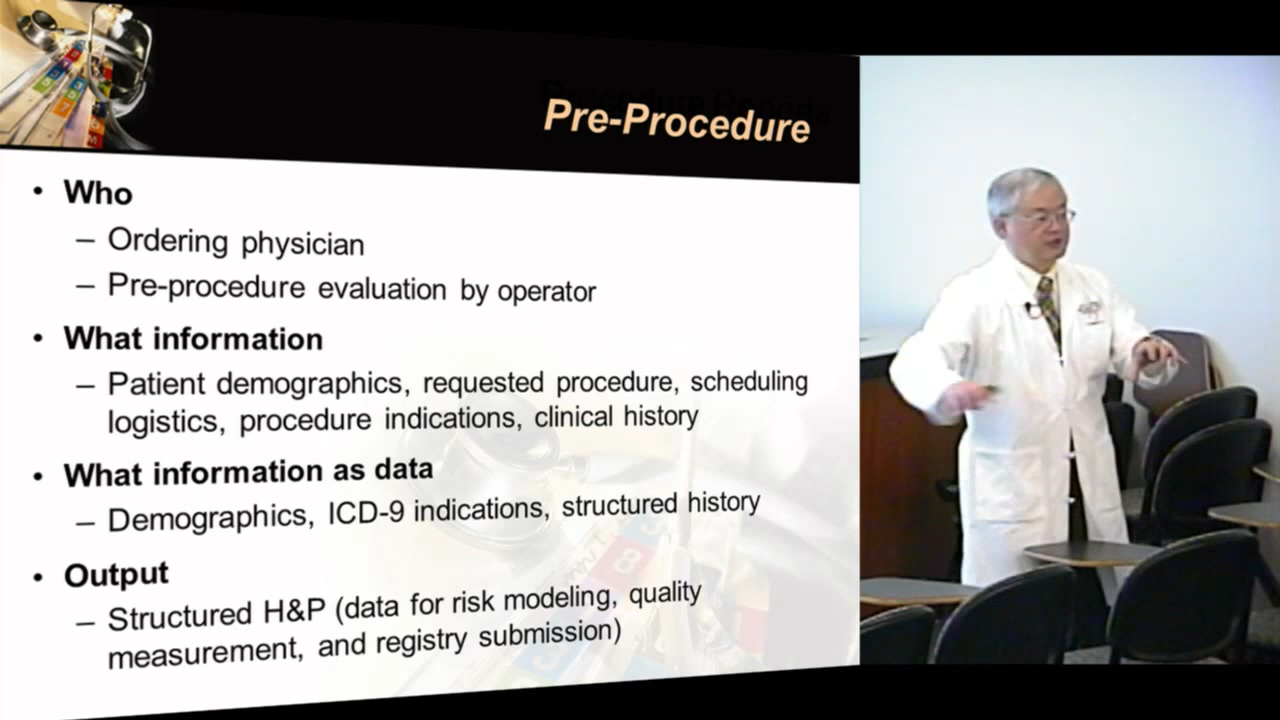 Pre-Procedure
• Who
– Ordering physician
– Pre-procedure evaluation by operator
• What information
– Patient demographics, requested procedure, scheduling
logistics, procedure indications, clinical history
• What information as data
– Demographics, ICD-9 indications, structured history
• Output
– Structured H&P (data for risk modeling, quality
measurement, and registry submission)